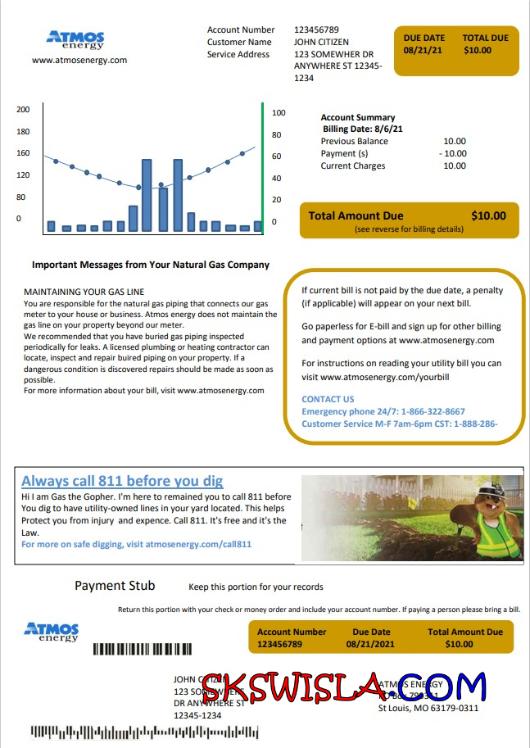 ATMOS
energy
www.atmosenergy.com
Account Number 123456789
Customer Name JOHN CITIZEN
Service Address 123 SOMEWHER DR
ANYWHERE ST 12345-
1234
DUE DATE TOTAL DUE
08/21/21 $10.00
200
160
120
80
0
100
80
60
40
20
0
Account Summary
Billing Date: 8/6/21
Previous Balance 10.00
Payment (s) - 10.00
Current Charges 10.00
Total Amount Due $10.00
(see reverse for billing details)
Important Messages from Your Natural Gas Company
MAINTAINING YOUR GAS LINE
You are responsible for the natural gas piping that connects our gas
meter to your house or business. Atmos energy does not maintain the
gas line on your property beyond our meter.
We recommended that you have buried gas piping inspected
periodically for leaks. A licensed plumbing or heating contractor can
locate, inspect and repair buired piping on your property. If a
dangerous condition is discovered repairs should be made as soon as
possible.
For more information about your bill, visit www.atmosenergy.com
If current bill is not paid by the due date, a penalty
(if applicable) will appear on your next bill.
Go paperless for E-bill and sign up for other billing
and payment options at www.atmosenergy.com
For instructions on reading your utility bill you can
visit www.atmosenergy.com/yourbill
CONTACT US
Emergency phone 24/7: 1-866-322-8667
Customer Service M-F 7am-6pm CST: 1-888-286-
Always call 811 before you dig
Hi I am Gas the Gopher. I'm here to remained you to call 811 before
You dig to have utility-owned lines in your yard located. This helps
Protect you from injury and expence. Call 811. It's free and it's the
Law.
For more on safe digging, visit atmosenergy.com/call811
Payment Stub Keep this portion for your records
Return this portion with your check or money order and include your account number. If paying a person please bring a bill.
ATMOS
energy
Account Number Due Date Total Amount Due
123456789 08/21/2021 $10.00
JOHN CITIZEN
123 SOMEWHERE
DR ANYWHERE ST
12345-1234
SKSWISLA.COM
ATMOS ENERGY
PO Box
St Louis, MO 63179-0311